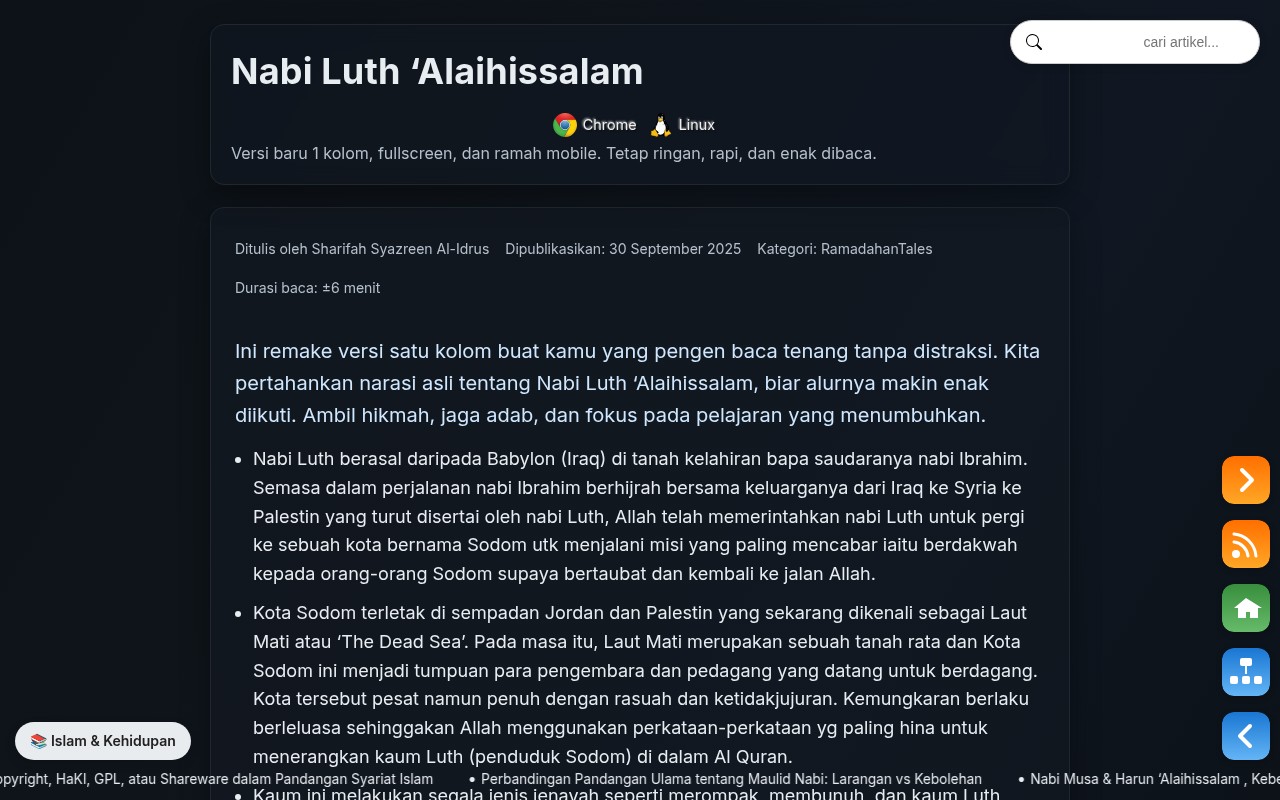 cari artikel...
Nabi Luth ‘Alaihissalam
Chrome Linux
Versi baru 1 kolom, fullscreen, dan ramah mobile. Tetap ringan, rapi, dan enak dibaca.
Ditulis oleh Sharifah Syazreen Al-Idrus Dipublikasikan: 30 September 2025 Kategori: RamadahanTales
Durasi baca: ±6 menit
Ini remake versi satu kolom buat kamu yang pengen baca tenang tanpa distraksi. Kita
pertahankan narasi asli tentang Nabi Luth ‘Alaihissalam, biar alurnya makin enak
diikuti. Ambil hikmah, jaga adab, dan fokus pada pelajaran yang menumbuhkan.
• Nabi Luth berasal daripada Babylon (Iraq) di tanah kelahiran bapa saudaranya nabi Ibrahim.
Semasa dalam perjalanan nabi Ibrahim berhijrah bersama keluarganya dari Iraq ke Syria ke
Palestin yang turut disertai oleh nabi Luth, Allah telah memerintahkan nabi Luth untuk pergi
ke sebuah kota bernama Sodom utk menjalani misi yang paling mencabar iaitu berdakwah
kepada orang-orang Sodom supaya bertaubat dan kembali ke jalan Allah.
• Kota Sodom terletak di sempadan Jordan dan Palestin yang sekarang dikenali sebagai Laut
Mati atau ‘The Dead Sea’. Pada masa itu, Laut Mati merupakan sebuah tanah rata dan Kota
Sodom ini menjadi tumpuan para pengembara dan pedagang yang datang untuk berdagang.
Kota tersebut pesat namun penuh dengan rasuah dan ketidakjujuran. Kemungkaran berlaku
berleluasa sehinggakan Allah menggunakan perkataan-perkataan yg paling hina untuk
menerangkan kaum Luth (penduduk Sodom) di dalam Al Quran.
📚 Islam & Kehidupan
opyright, HaKI, GPL, atau Shareware dalam Pandangan Syariat Islam • Perbandingan Pandangan Ulama tentang Maulid Nabi: Larangan vs Kebolehan • Nabi Musa & Harun ‘Alaihissalam , Kebe
• Kaum ini melakukan segala jenis jenayah seperti merompak, membunuh, dan kaum Luth